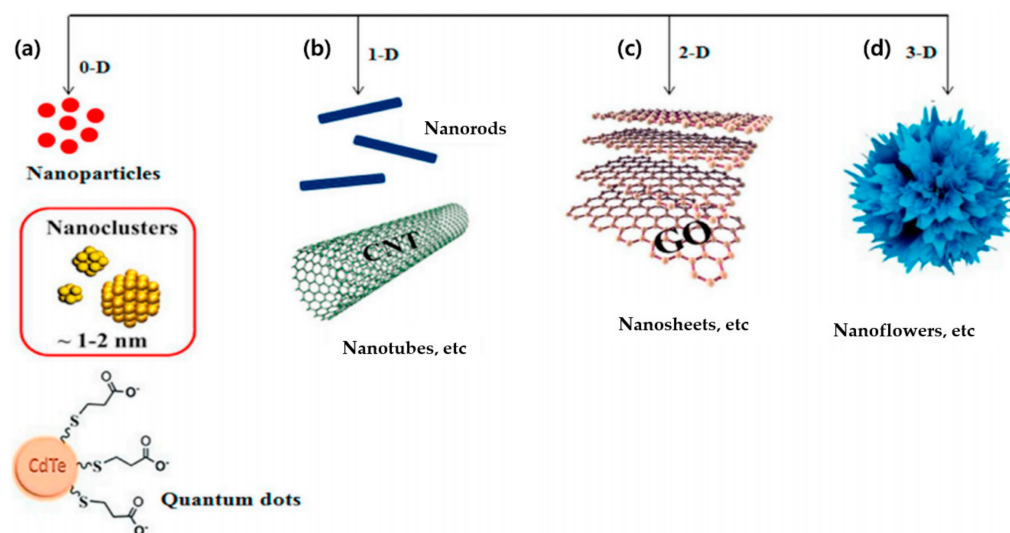 (a)
0-D
Nanoparticles
Nanoclusters
~ 1-2 nm
CdTe
S
O
O-
S
O
O-
S
O
O-
Quantum dots
(b)
1-D
Nanorods
CNT
Nanotubes, etc
(c)
2-D
GO
Nanosheets, etc
(d)
3-D
Nanoflowers, etc